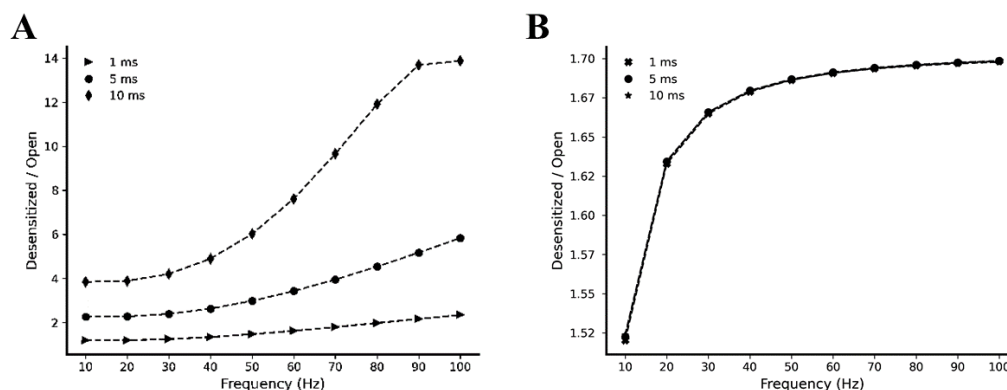 A
14
12
10
8
6
4
2
Desensitized / Open
1 ms
5 ms
10 ms
10 20 30 40 50 60 70 80 90 100
Frequency (Hz)
B
1.70
1.67
1.65
1.62
1.60
1.57
1.55
1.52
Desensitized / Open
1 ms
5 ms
10 ms
10 20 30 40 50 60 70 80 90 100
Frequency (Hz)